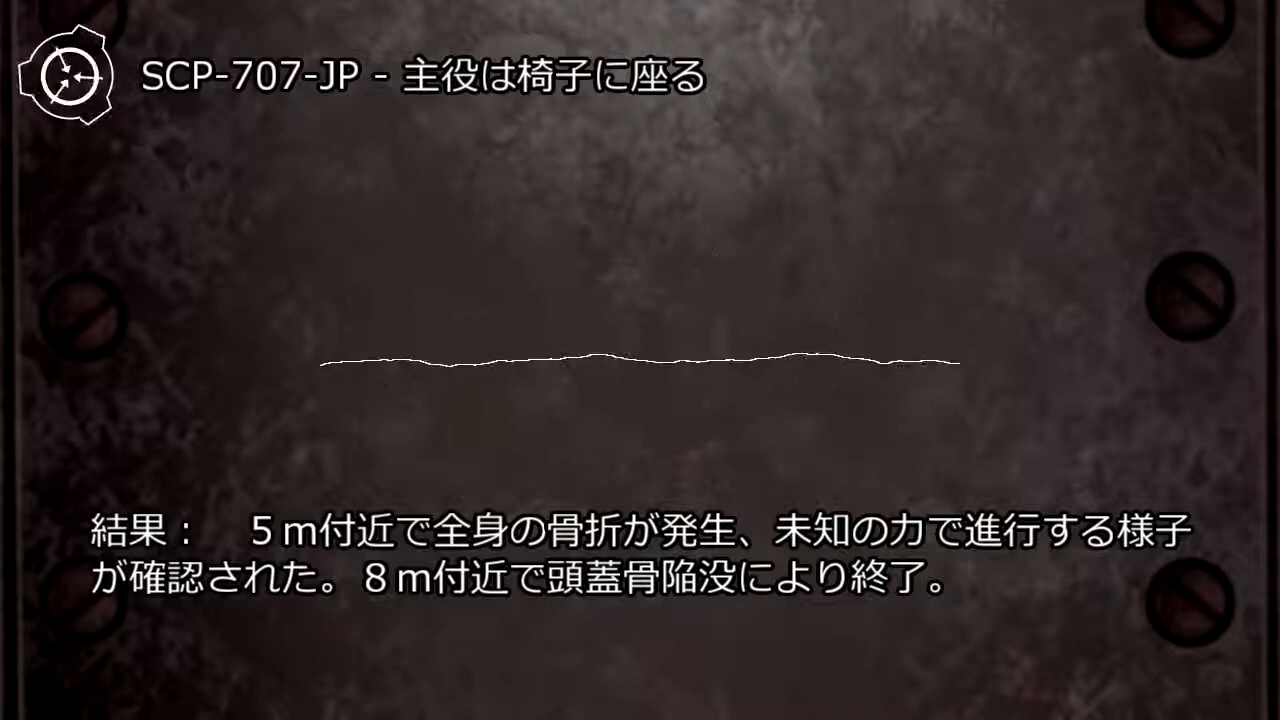 SCP-707-JP - 主役は椅子に座る
結果：　５ｍ付近で全身の骨折が発生、未知の力で進行する様子
が確認された。８ｍ付近で頭蓋骨陥没により終了。